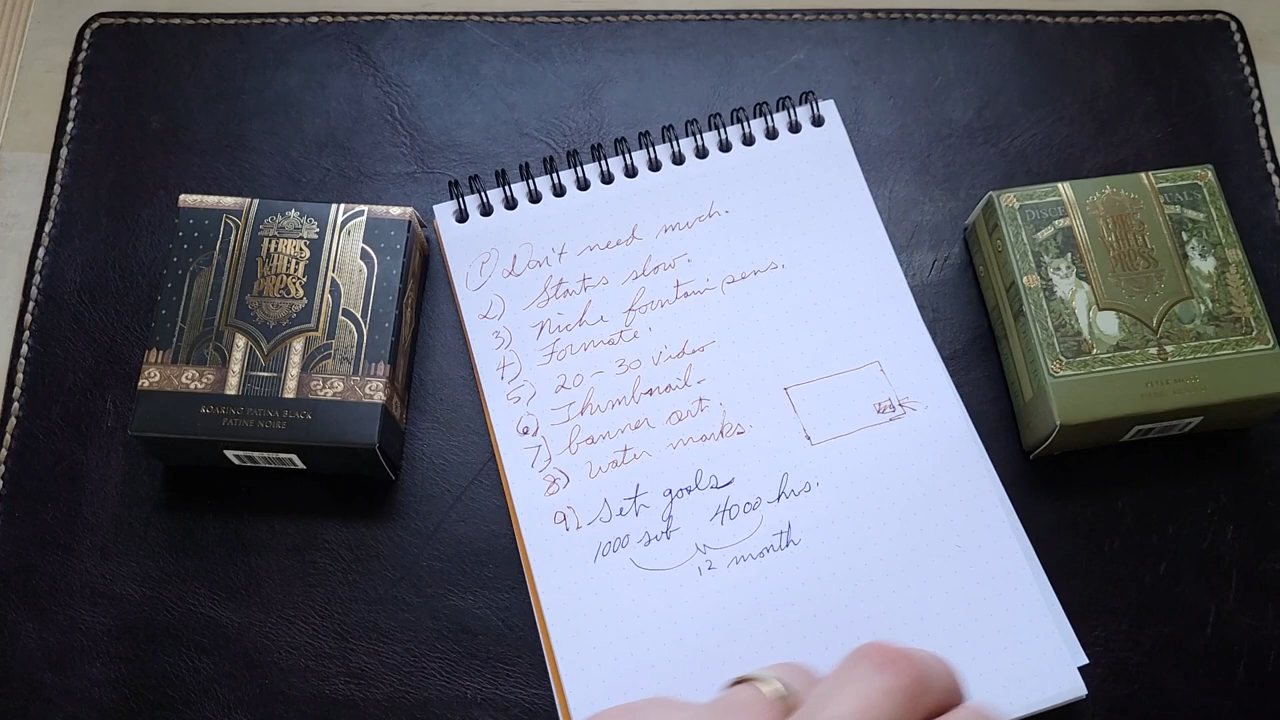 FERRIS
WHEEL
PRESS
ROARING PATINA BLACK
PATINE NOIRE
1) Don't need much.
2) Starts slow.
3) Niche fountain pens.
4) Formate.
5) 20 - 30 video
6) Thumbnail.
7) banner art.
8) water marks.
9) Set goals
1000 sub 4000 hrs.
12 month
FERRIS
WHEEL
PRESS